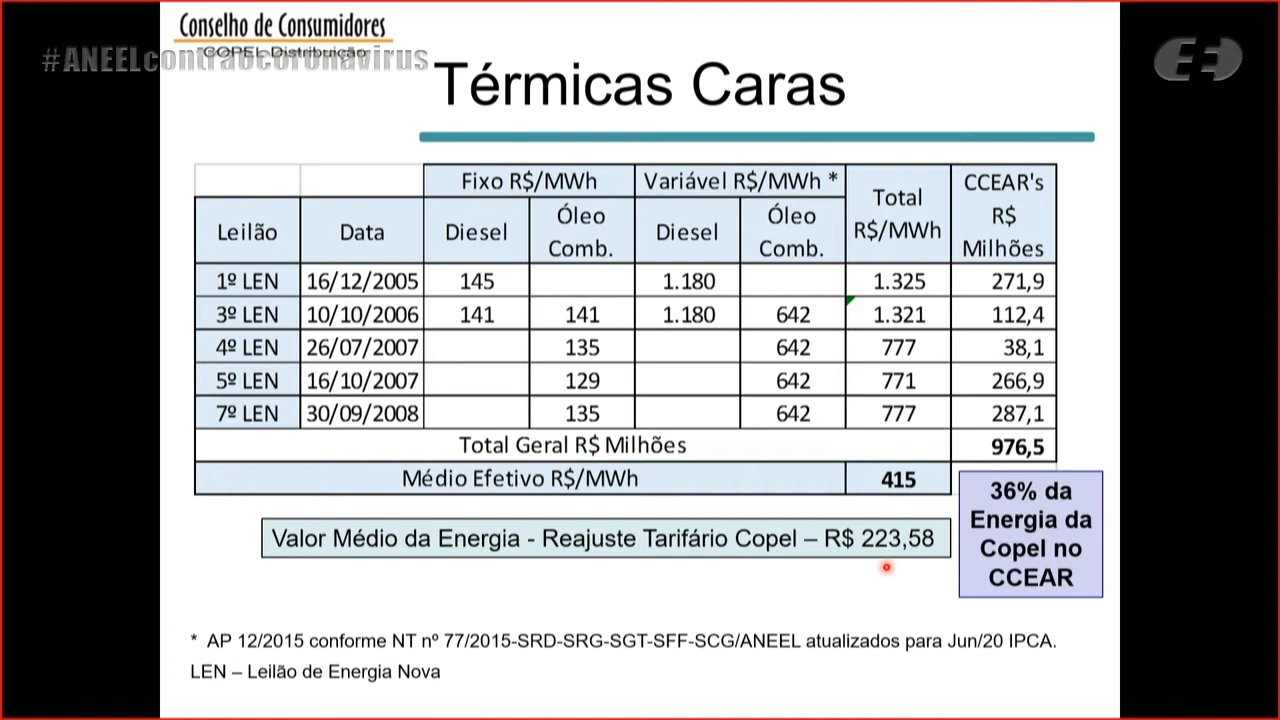 Conselho de Consumidores
COPEL Distribuição
#ANEELcontraocoronavirus
Térmicas Caras
Fixo R$/MWh Variável R$/MWh * Total R$/MWh CCEAR's R$ Milhões
Leilão Data Diesel Óleo Comb. Diesel Óleo Comb.
1º LEN 16/12/2005 145 1.180 1.325 271,9
3º LEN 10/10/2006 141 141 1.180 642 1.321 112,4
4º LEN 26/07/2007 135 642 777 38,1
5º LEN 16/10/2007 129 642 771 266,9
7º LEN 30/09/2008 135 642 777 287,1
Total Geral R$ Milhões 976,5
Médio Efetivo R$/MWh 415
36% da
Energia da
Copel no
CCEAR
Valor Médio da Energia - Reajuste Tarifário Copel – R$ 223,58
* AP 12/2015 conforme NT nº 77/2015-SRD-SRG-SGT-SFF-SCG/ANEEL atualizados para Jun/20 IPCA.
LEN – Leilão de Energia Nova